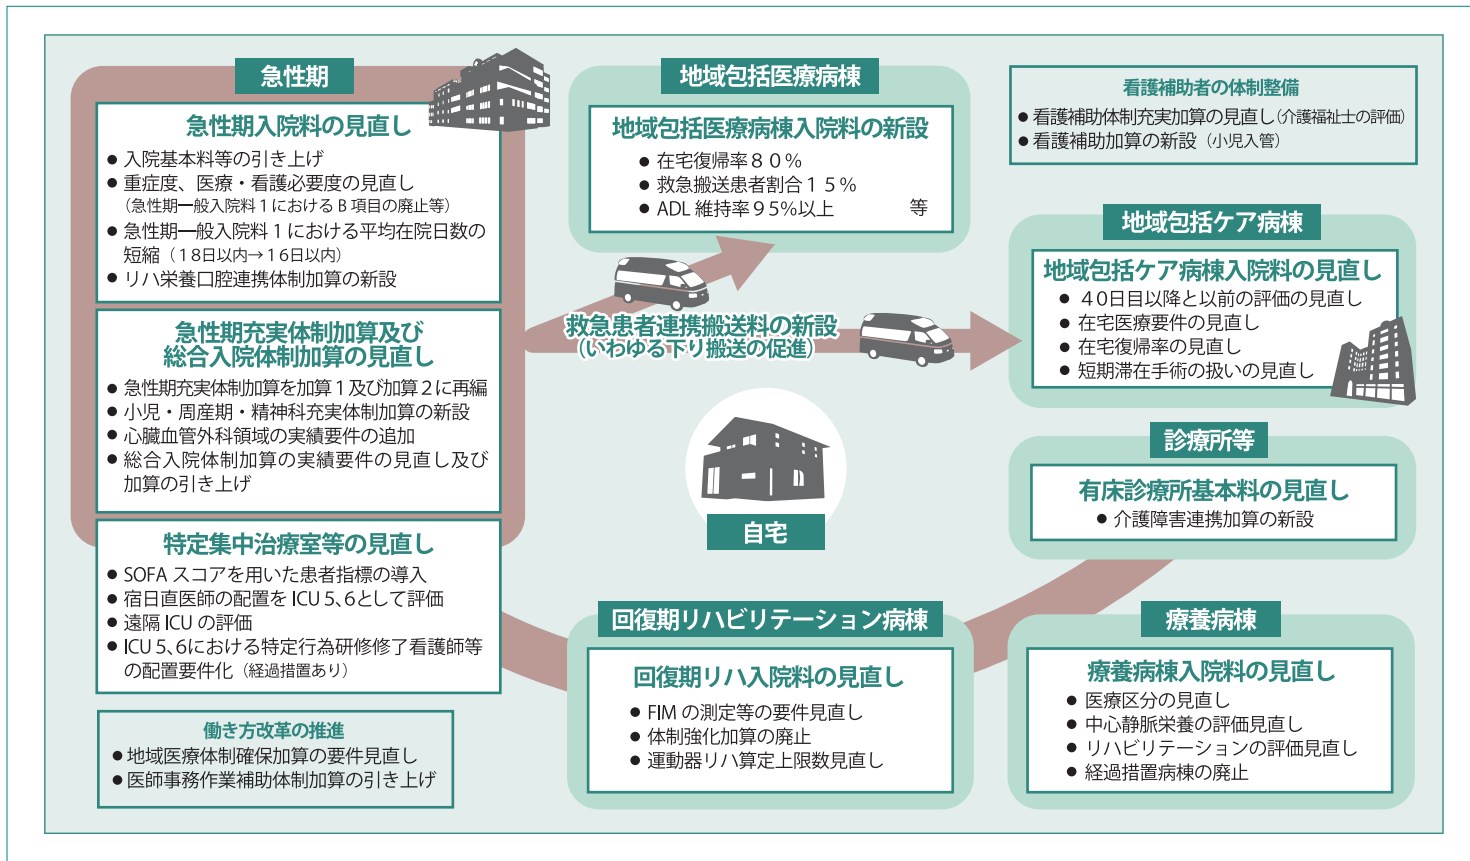 急性期
急性期入院料の見直し
● 入院基本料等の引き上げ
● 重症度、医療・看護必要度の見直し
（急性期一般入院料１におけるＢ項目の廃止等）
● 急性期一般入院料１における平均在院日数の
短縮（１８日以内→１６日以内）
● リハ栄養口腔連携体制加算の新設
急性期充実体制加算及び
総合入院体制加算の見直し
● 急性期充実体制加算を加算１及び加算２に再編
● 小児・周産期・精神科充実体制加算の新設
● 心臓血管外科領域の実績要件の追加
● 総合入院体制加算の実績要件の見直し及び
加算の引き上げ
特定集中治療室等の見直し
● SOFA スコアを用いた患者指標の導入
● 宿日直医師の配置を ICU 5、6として評価
● 遠隔 ICU の評価
● ICU 5、6における特定行為研修修了看護師等
の配置要件化（経過措置あり）
働き方改革の推進
● 地域医療体制確保加算の要件見直し
● 医師事務作業補助体制加算の引き上げ
地域包括医療病棟
地域包括医療病棟入院料の新設
● 在宅復帰率８０％
● 救急搬送患者割合１５％
● ADL 維持率９５％以上　等
救急患者連携搬送料の新設
（いわゆる下り搬送の促進）
自宅
回復期リハビリテーション病棟
回復期リハ入院料の見直し
● FIM の測定等の要件見直し
● 体制強化加算の廃止
● 運動器リハ算定上限数見直し
看護補助者の体制整備
● 看護補助体制充実加算の見直し（介護福祉士の評価）
● 看護補助加算の新設（小児入管）
地域包括ケア病棟
地域包括ケア病棟入院料の見直し
● ４０日目以降と以前の評価の見直し
● 在宅医療要件の見直し
● 在宅復帰率の見直し
● 短期滞在手術の扱いの見直し
診療所等
有床診療所基本料の見直し
● 介護障害連携加算の新設
療養病棟
療養病棟入院料の見直し
● 医療区分の見直し
● 中心静脈栄養の評価見直し
● リハビリテーションの評価見直し
● 経過措置病棟の廃止